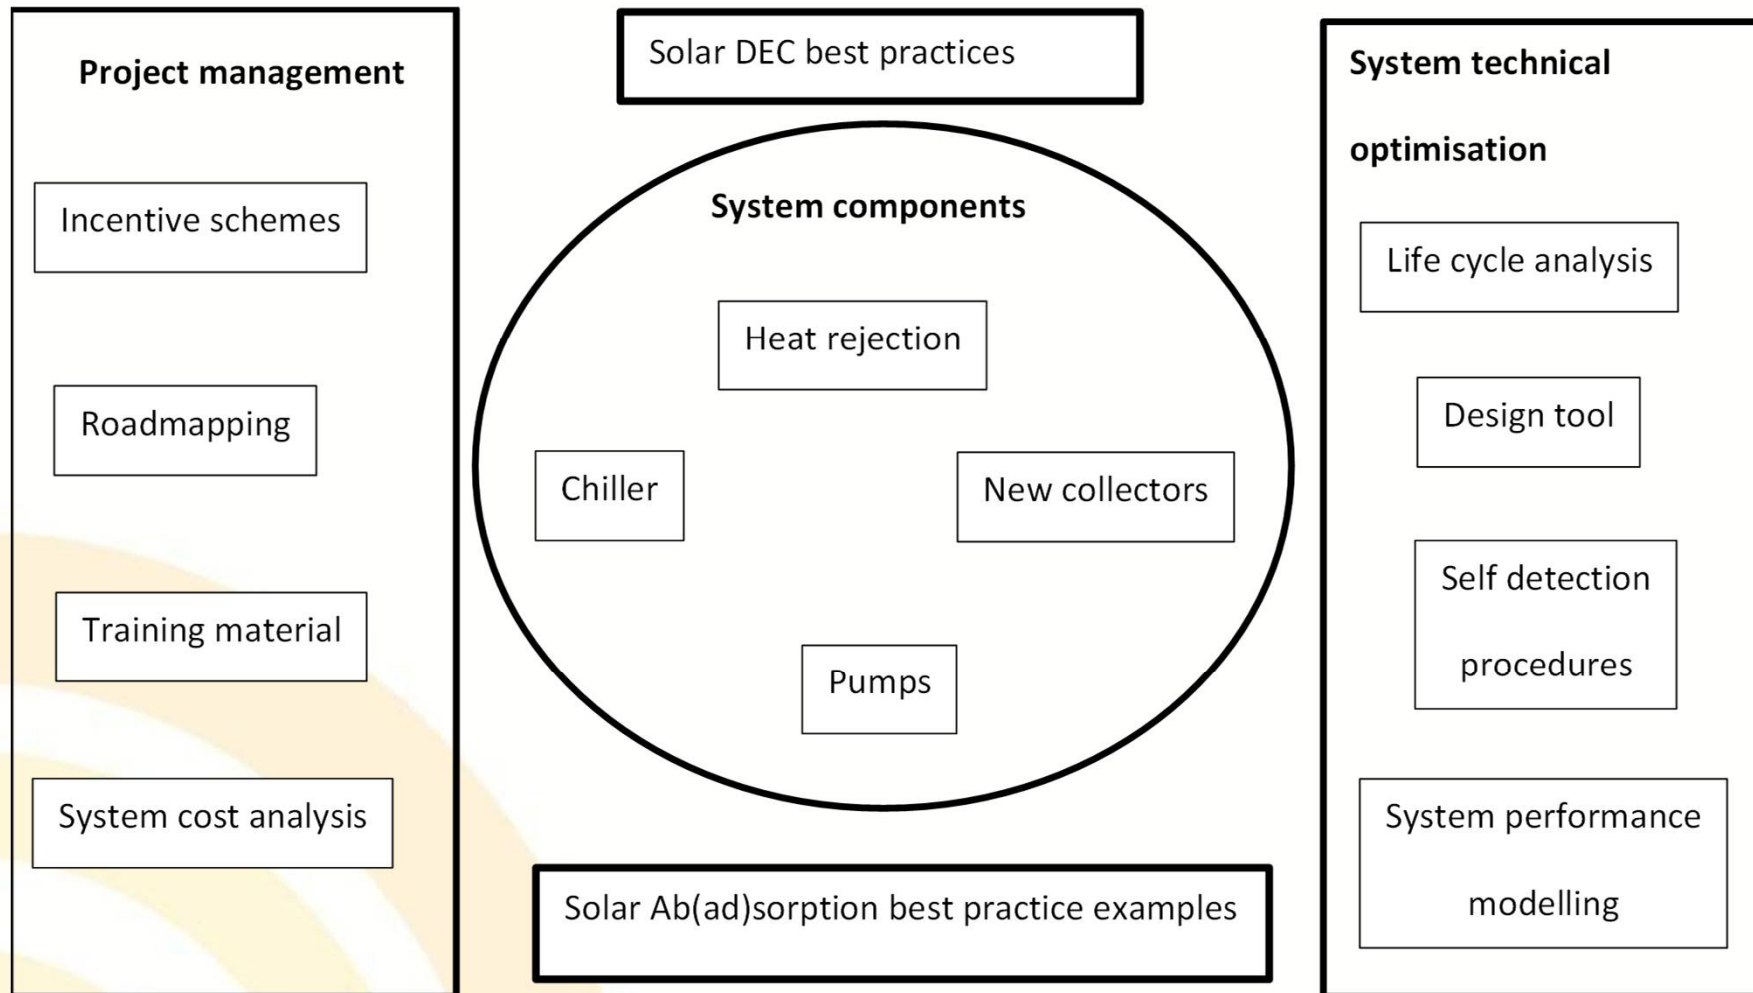 Project management
Incentive schemes
Roadmapping
Training material
System cost analysis
Solar DEC best practices
System components
Heat rejection
Chiller
New collectors
Pumps
Solar Ab(ad)sorption best practice examples
System technical
optimisation
Life cycle analysis
Design tool
Self detection
procedures
System performance
modelling